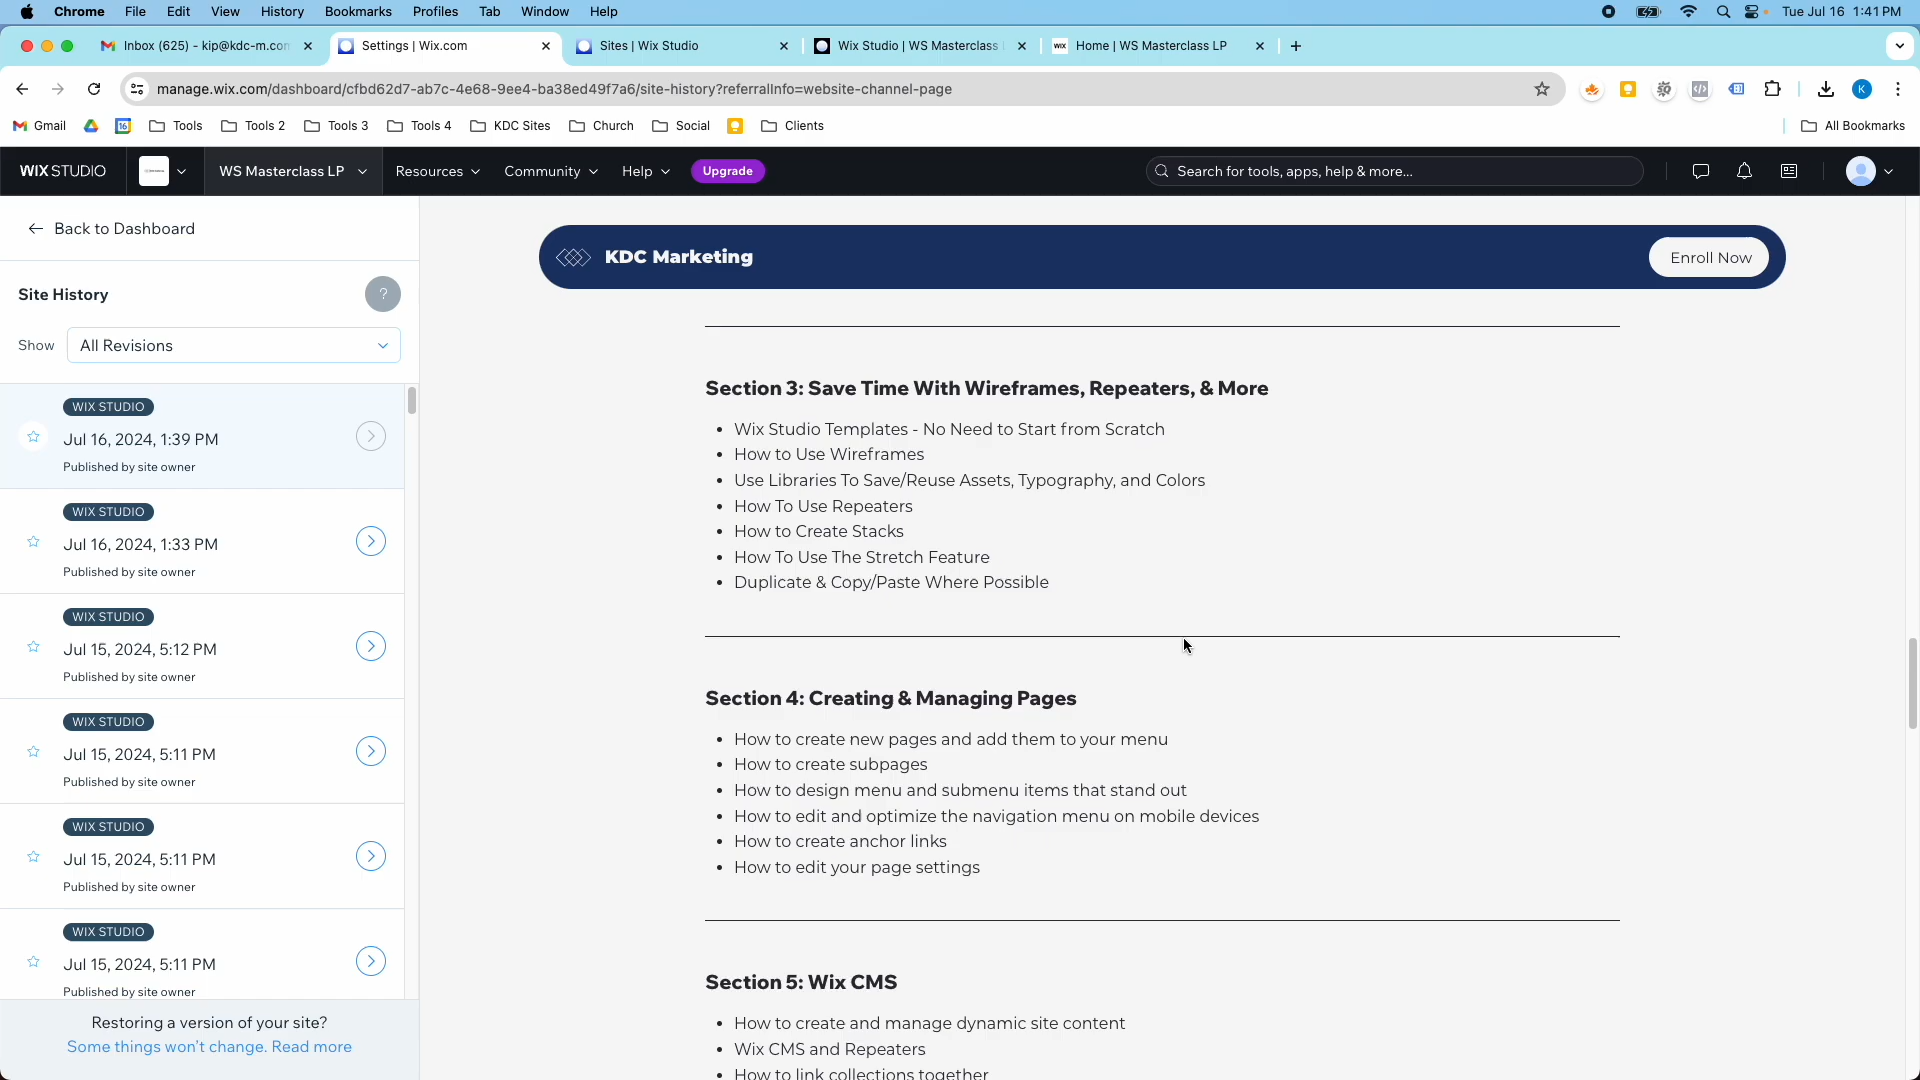 Chrome File Edit View History Bookmarks Profiles Tab Window Help Tue Jul 16 1:41 PM
Inbox (625) - kip@kdc-m.con Settings | Wix.com Sites | Wix Studio Wix Studio | WS Masterclass WIX Home | WS Masterclass LP
manage.wix.com/dashboard/cfbd62d7-ab7c-4e68-9ee4-ba38ed49f7a6/site-history?referralInfo=website-channel-page K
Gmail 16 Tools Tools 2 Tools 3 Tools 4 KDC Sites Church Social Clients All Bookmarks
WIX STUDIO WS Masterclass LP Resources Community Help Upgrade Search for tools, apps, help & more...
Back to Dashboard
Site History ?
Show All Revisions
WIX STUDIO
Jul 16, 2024, 1:39 PM
Published by site owner
WIX STUDIO
Jul 16, 2024, 1:33 PM
Published by site owner
WIX STUDIO
Jul 15, 2024, 5:12 PM
Published by site owner
WIX STUDIO
Jul 15, 2024, 5:11 PM
Published by site owner
WIX STUDIO
Jul 15, 2024, 5:11 PM
Published by site owner
WIX STUDIO
Jul 15, 2024, 5:11 PM
Published by site owner
Restoring a version of your site?
Some things won't change. Read more
KDC Marketing Enroll Now
Section 3: Save Time With Wireframes, Repeaters, & More
• Wix Studio Templates - No Need to Start from Scratch
• How to Use Wireframes
• Use Libraries To Save/Reuse Assets, Typography, and Colors
• How To Use Repeaters
• How to Create Stacks
• How To Use The Stretch Feature
• Duplicate & Copy/Paste Where Possible
Section 4: Creating & Managing Pages
• How to create new pages and add them to your menu
• How to create subpages
• How to design menu and submenu items that stand out
• How to edit and optimize the navigation menu on mobile devices
• How to create anchor links
• How to edit your page settings
Section 5: Wix CMS
• How to create and manage dynamic site content
• Wix CMS and Repeaters
• How to link collections together